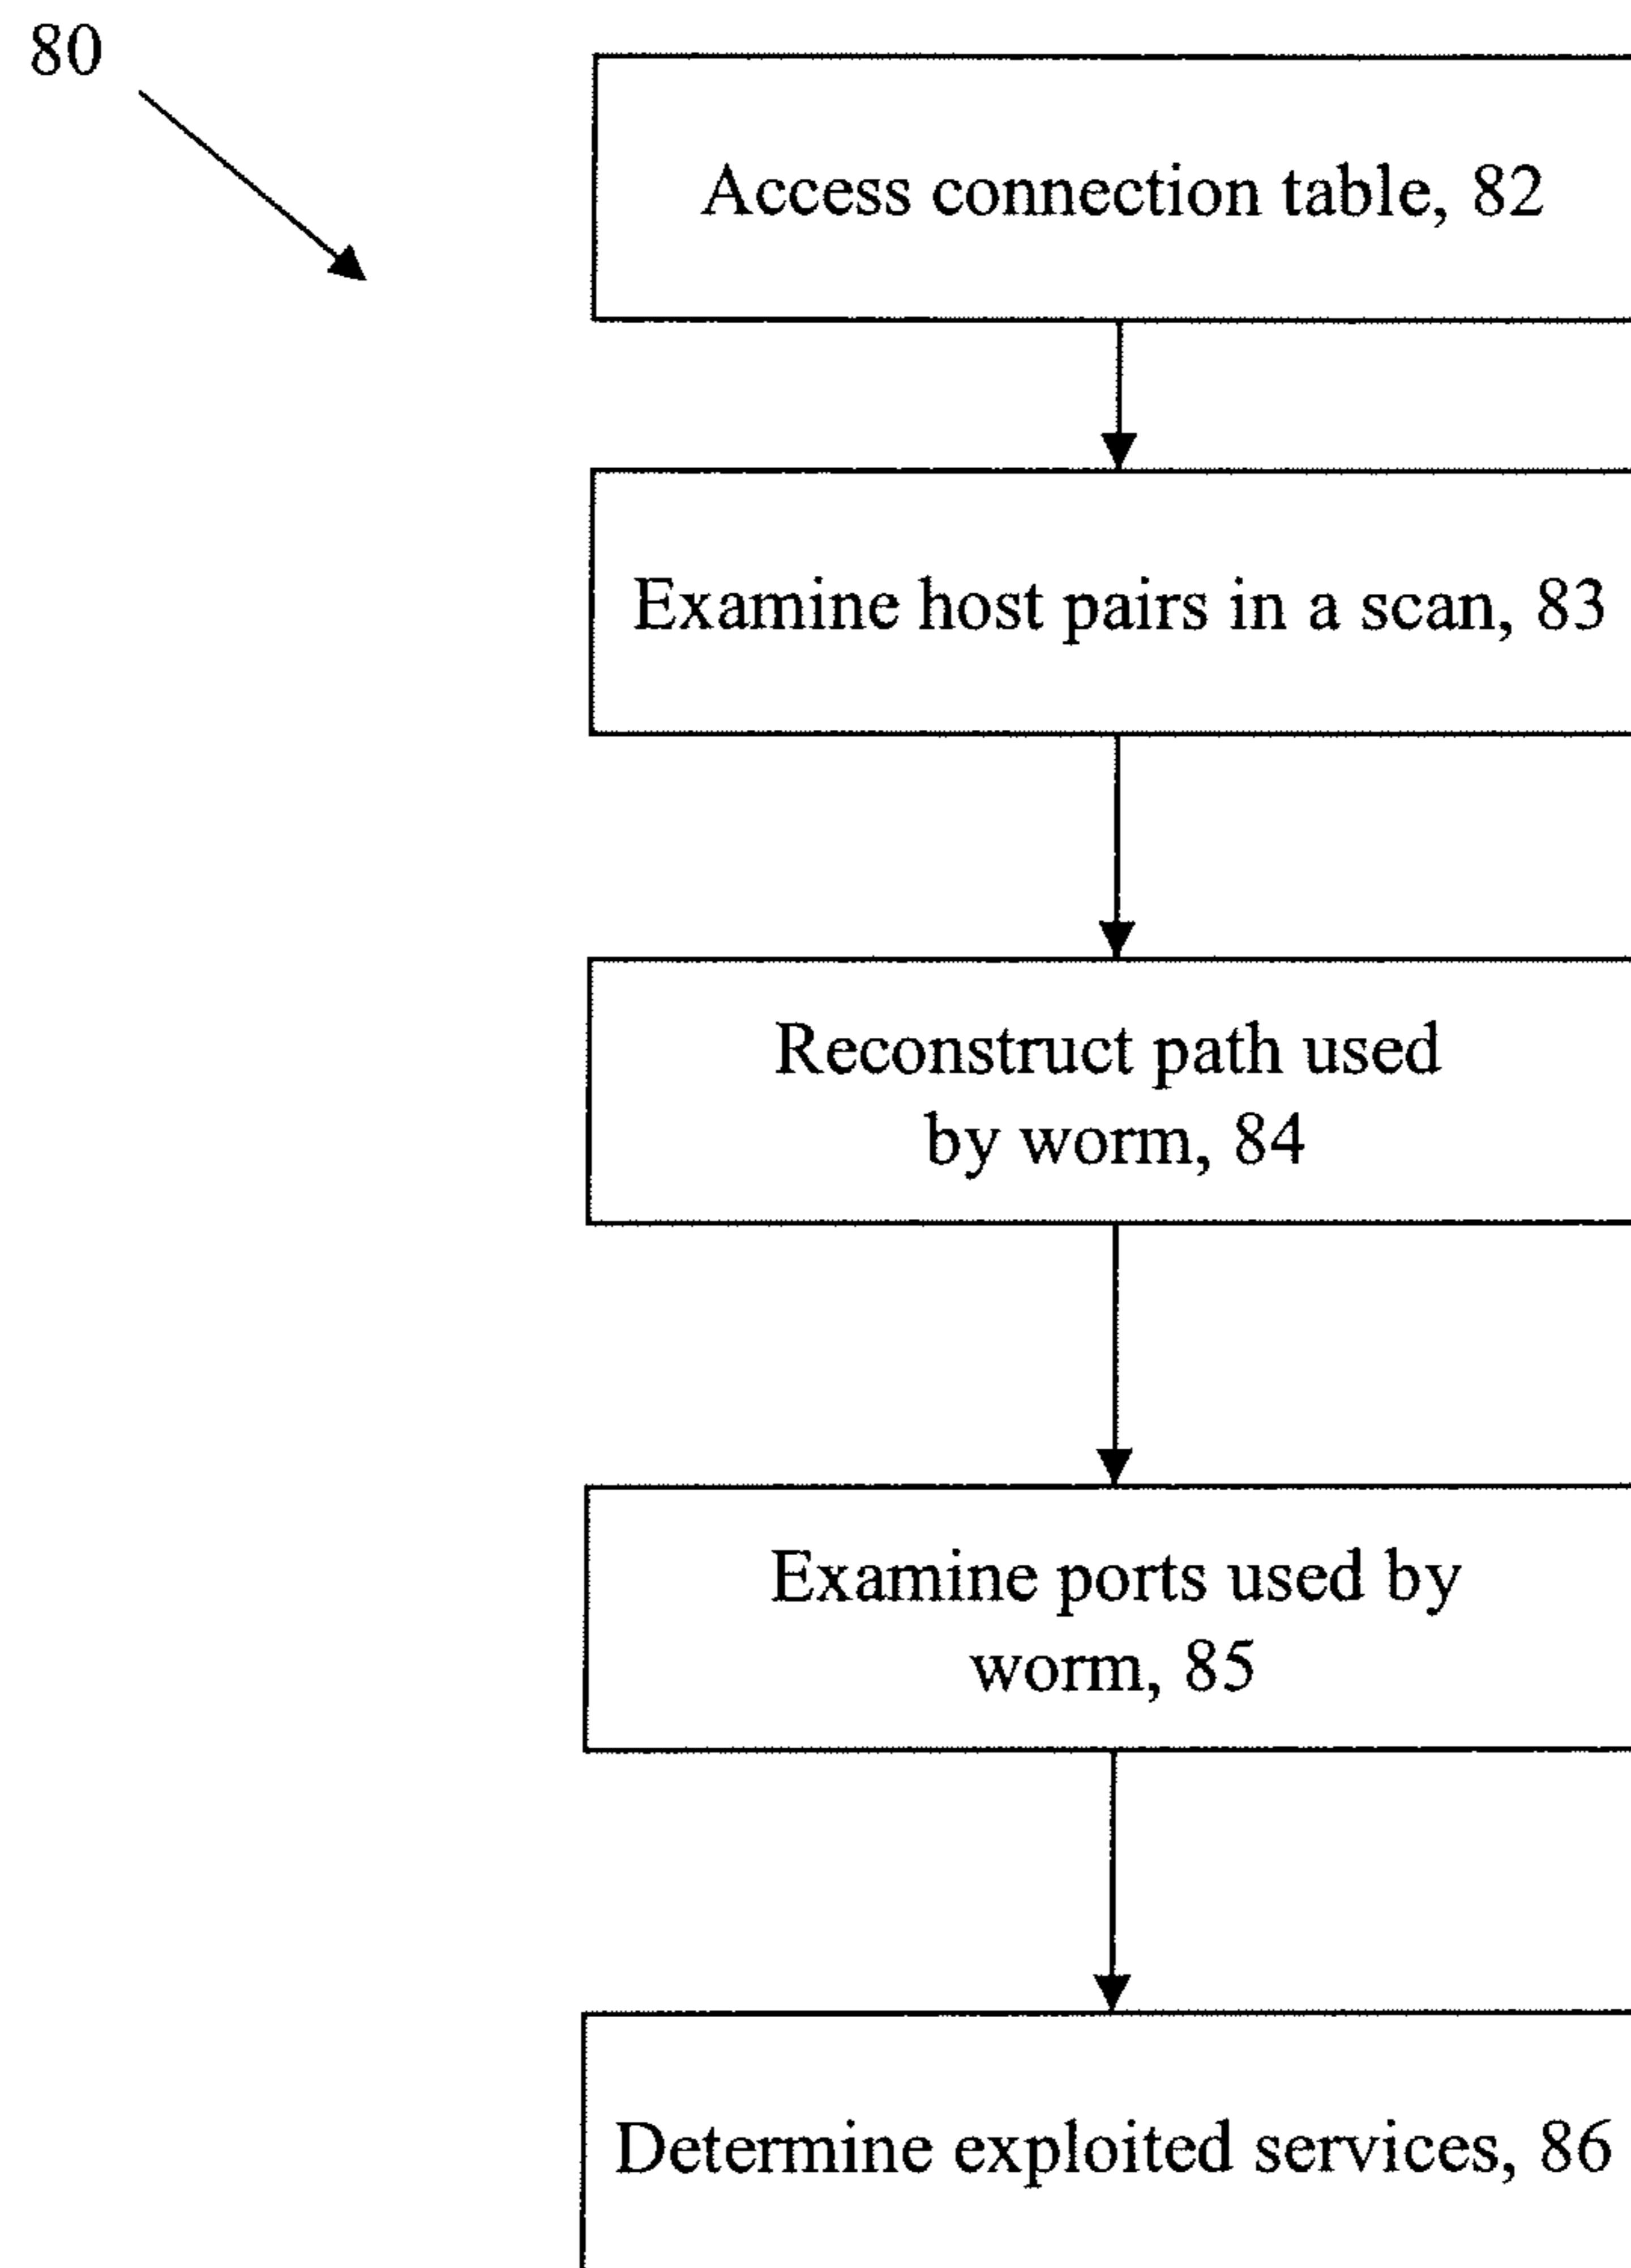 80
Access connection table, 82
Examine host pairs in a scan, 83
Reconstruct path used
by worm, 84
Examine ports used by
worm, 85
Determine exploited services, 86